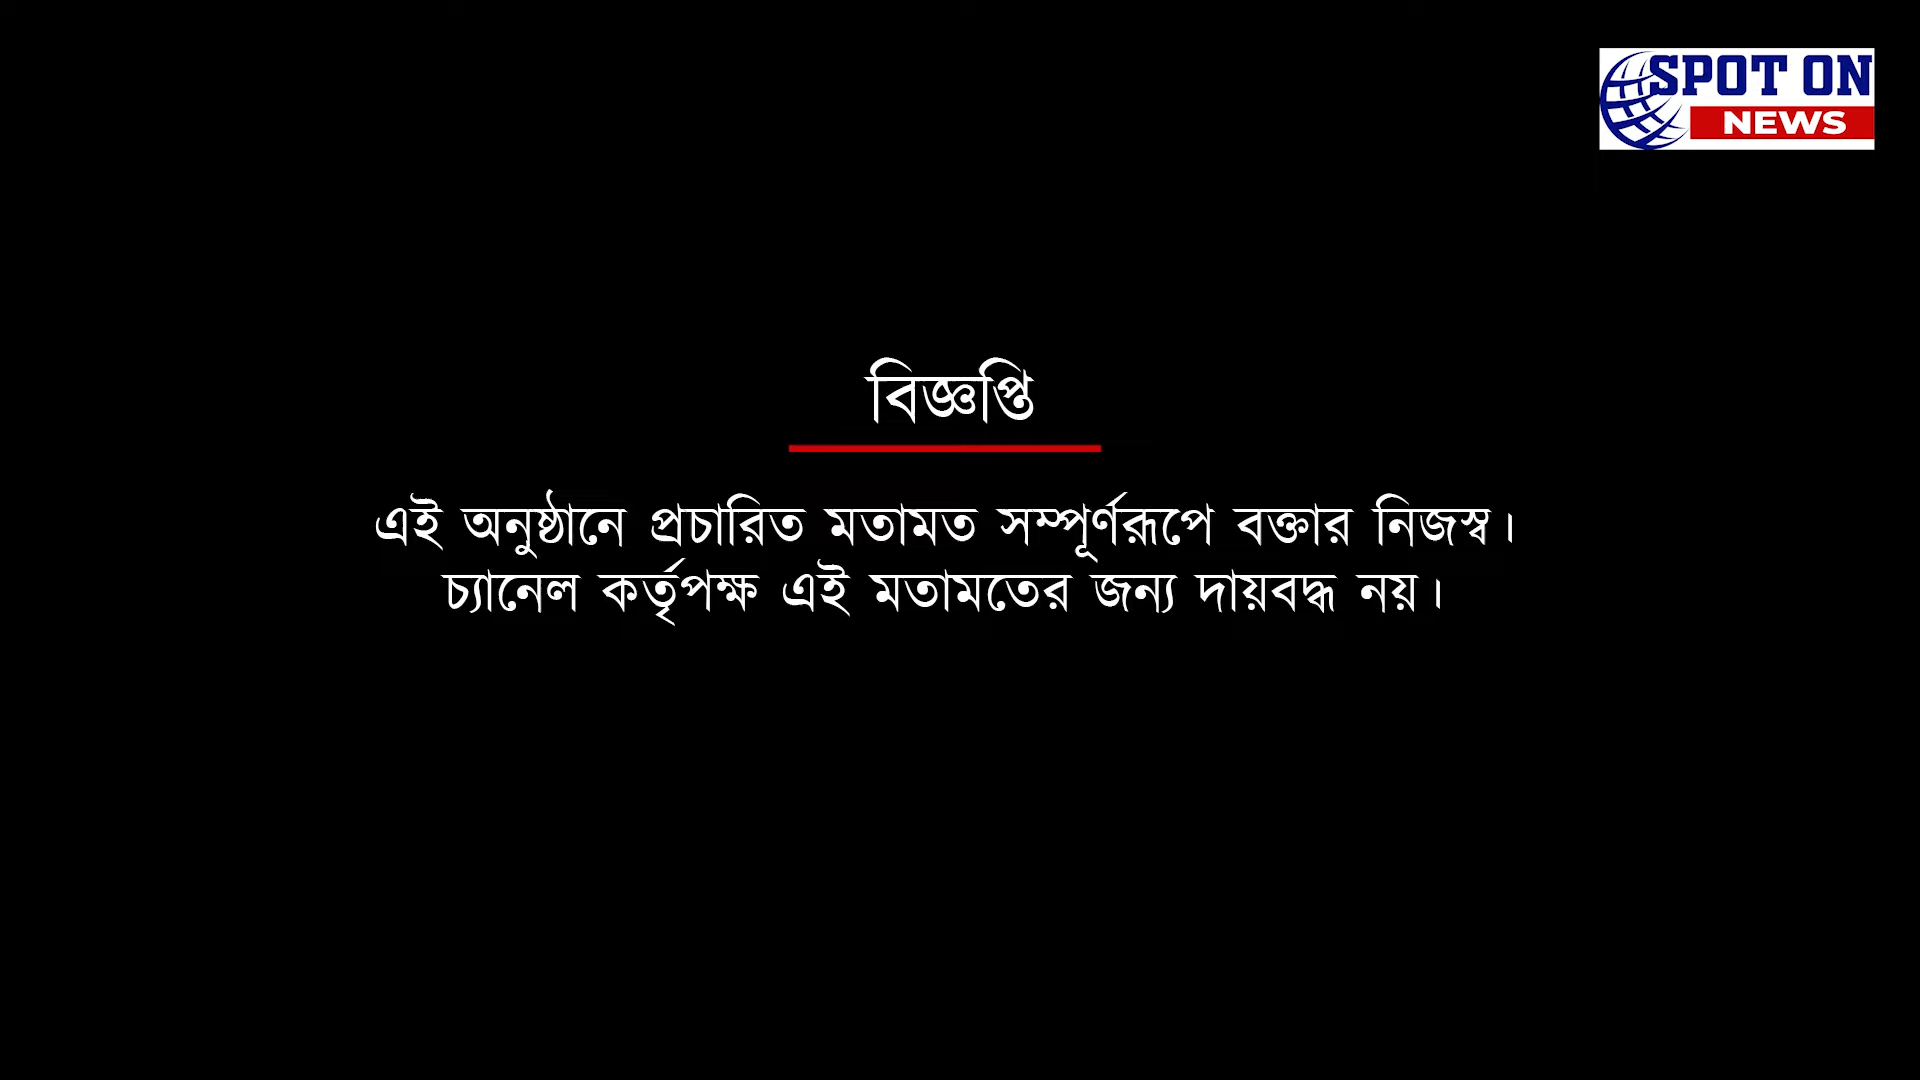 SPOT ON
NEWS
বিজ্ঞপ্তি
এই অনুষ্ঠানে প্রচারিত মতামত সম্পূর্ণরূপে বক্তার নিজস্ব।
চ্যানেল কর্তৃপক্ষ এই মতামতের জন্য দায়বদ্ধ নয়।